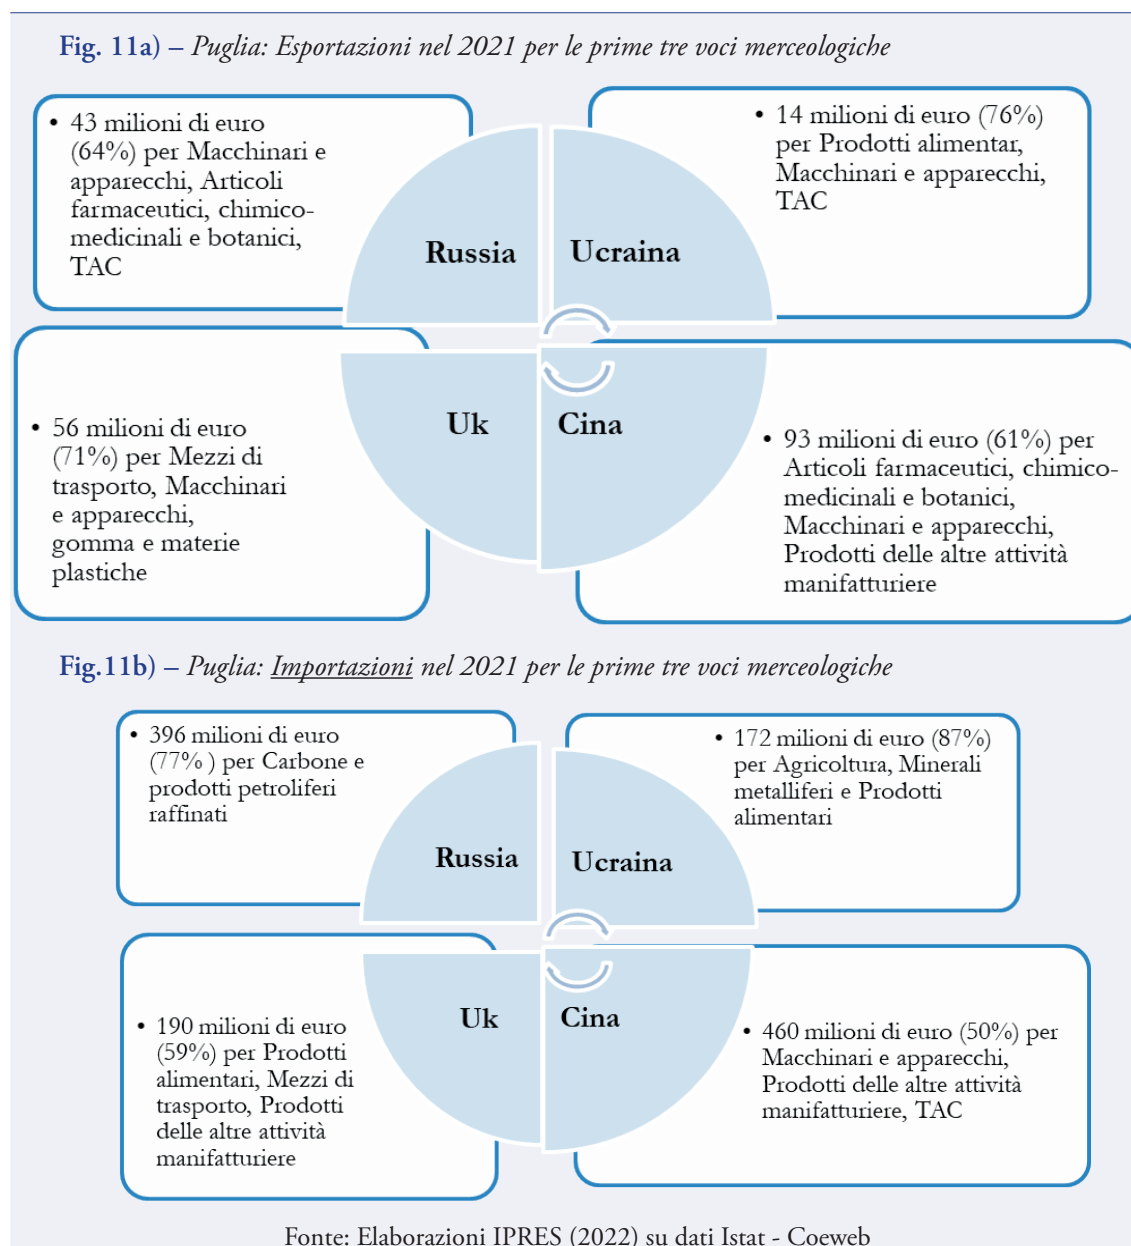 Fig. 11a) – Puglia: Esportazioni nel 2021 per le prime tre voci merceologiche
• 43 milioni di euro
(64%) per Macchinari e
apparecchi, Articoli
farmaceutici, chimico-
medicinali e botanici,
TAC
• 14 milioni di euro (76%)
per Prodotti alimentar,
Macchinari e apparecchi,
TAC
Russia
Ucraina
Uk
Cina
• 56 milioni di euro
(71%) per Mezzi di
trasporto, Macchinari
e apparecchi,
gomma e materie
plastiche
• 93 milioni di euro (61%) per
Articoli farmaceutici, chimico-
medicinali e botanici,
Macchinari e apparecchi,
Prodotti delle altre attività
manifatturiere
Fig.11b) – Puglia: Importazioni nel 2021 per le prime tre voci merceologiche
• 396 milioni di euro
(77% ) per Carbone e
prodotti petroliferi
raffinati
• 172 milioni di euro (87%)
per Agricoltura, Minerali
metalliferi e Prodotti
alimentari
Russia
Ucraina
Uk
Cina
• 190 milioni di euro
(59%) per Prodotti
alimentari, Mezzi di
trasporto, Prodotti
delle altre attività
manifatturiere
• 460 milioni di euro (50%) per
Macchinari e apparecchi,
Prodotti delle altre attività
manifatturiere, TAC
Fonte: Elaborazioni IPRES (2022) su dati Istat - Coeweb